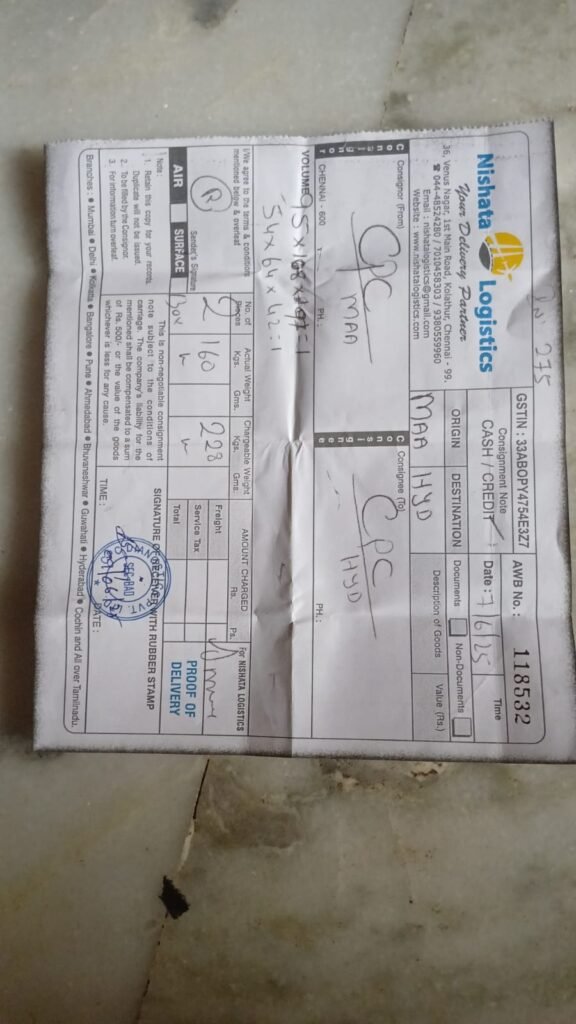 IN 275
Nishata Logistics
Your Delivery Partner
36, Venus Nagar, 1st Main Road, Kolathur, Chennai - 99.
☎ 044-48524280 / 7010458303 / 9380559960
Email : nishatalogistics@gmail.com
Website : www.nishatalogistics.com
GSTIN : 33ABOPY4754E3Z7
AWB No. : 118532
Consignment Note
CASH / CREDIT
Date : 7/6/25
Time
ORIGIN
DESTINATION
MAA
HYD
Documents
Non-Documents
Description of Goods
Value (Rs.)
Consignor
Consignor (From)
CPC
MAA
CHENNAI : 600
PH. :
Consignee
Consignee (To)
CPC
HYD
PH. :
VOLUME
54 x 64 x 42 = 1
I/We agree to the terms & conditions
mentioned below & overleaf
Sender's Signature
AIR
SURFACE
No. of
Pieces
Actual Weight
Kgs. Gms.
Chargeable Weight
Kgs. Gms.
2
Box
160
228
AMOUNT CHARGED
Rs. Ps.
Freight
Service Tax
Total
For NISHATA LOGISTICS
PROOF OF
DELIVERY
Note :
1. Retain this copy for your records
Duplicate will not be issued.
2. To be filled by the Consignor.
3. For information turn overleaf.
This is non-negotiable consignment
note subject to the conditions of
carriage. The company's liability for the
mentioned shall be compensated to a sum
of Rs. 500/- or the value of the goods
whichever is less for any cause.
SIGNATURE OF RECEIVER WITH RUBBER STAMP
TIME :
DATE :
Branches : ● Mumbai ● Delhi ● Kolkatta ● Bangalore ● Pune ● Ahmedabad ● Bhuvaneshwar ● Guwahati ● Hyderabad ● Cochin and All over Tamilnadu.